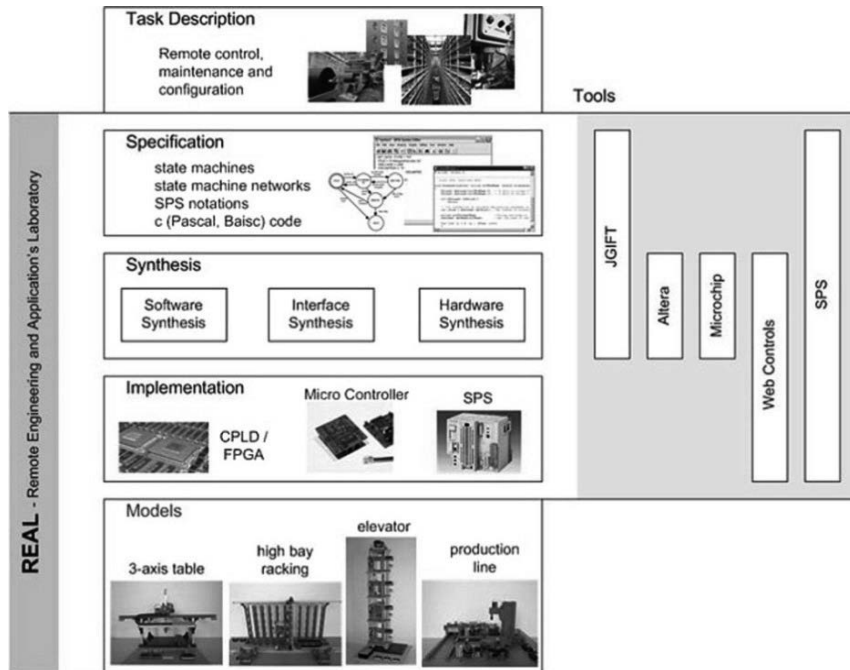 Task Description
Remote control,
maintenance and
configuration
Tools
REAL - Remote Engineering and Application's Laboratory
Specification
state machines
state machine networks
SPS notations
c (Pascal, Baisc) code
Synthesis
Software
Synthesis
Interface
Synthesis
Hardware
Synthesis
Implementation
CPLD /
FPGA
Micro Controller
SPS
Models
3-axis table
high bay
racking
elevator
production
line
JGIFT
Altera
Microchip
Web Controls
SPS